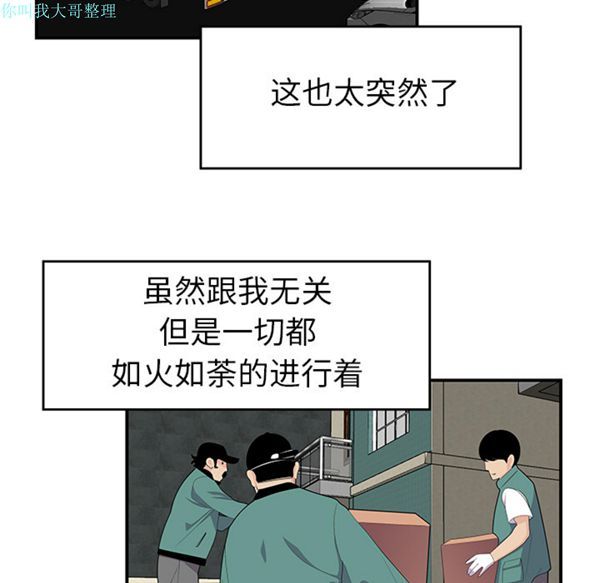 你叫我大哥整理
这也太突然了
虽然跟我无关
但是一切都
如火如荼的进行着